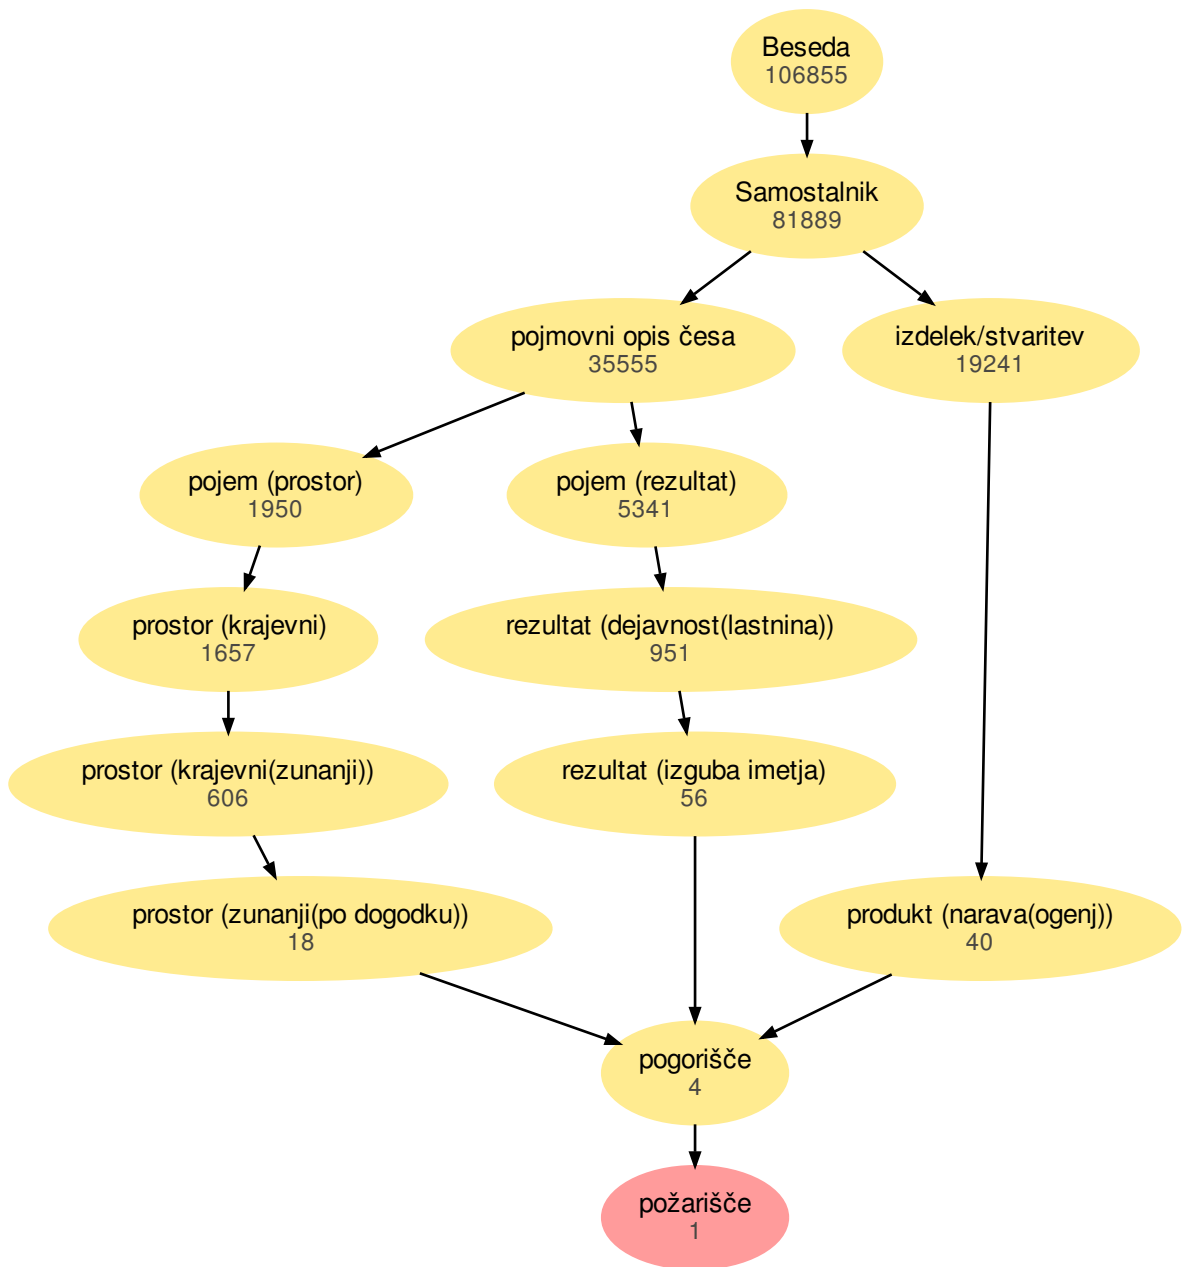 Beseda
106855
Samostalnik
81889
pojmovni opis česa
35555
izdelek/stvaritev
19241
pojem (prostor)
1950
pojem (rezultat)
5341
prostor (krajevni)
1657
rezultat (dejavnost(lastnina))
951
prostor (krajevni(zunanji))
606
rezultat (izguba imetja)
56
prostor (zunanji(po dogodku))
18
produkt (narava(ogenj))
40
pogorišče
4
požarišče
1